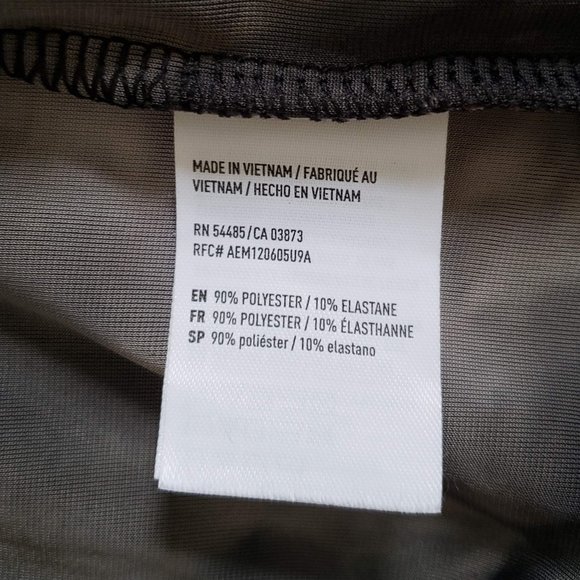 MADE IN VIETNAM / FABRIQUÉ AU
VIETNAM / HECHO EN VIETNAM
RN 54485 / CA 03873
RFC# AEM120605U9A
EN 90% POLYESTER / 10% ELASTANE
FR 90% POLYESTER / 10% ÉLASTHANNE
SP 90% poliéster / 10% elastano